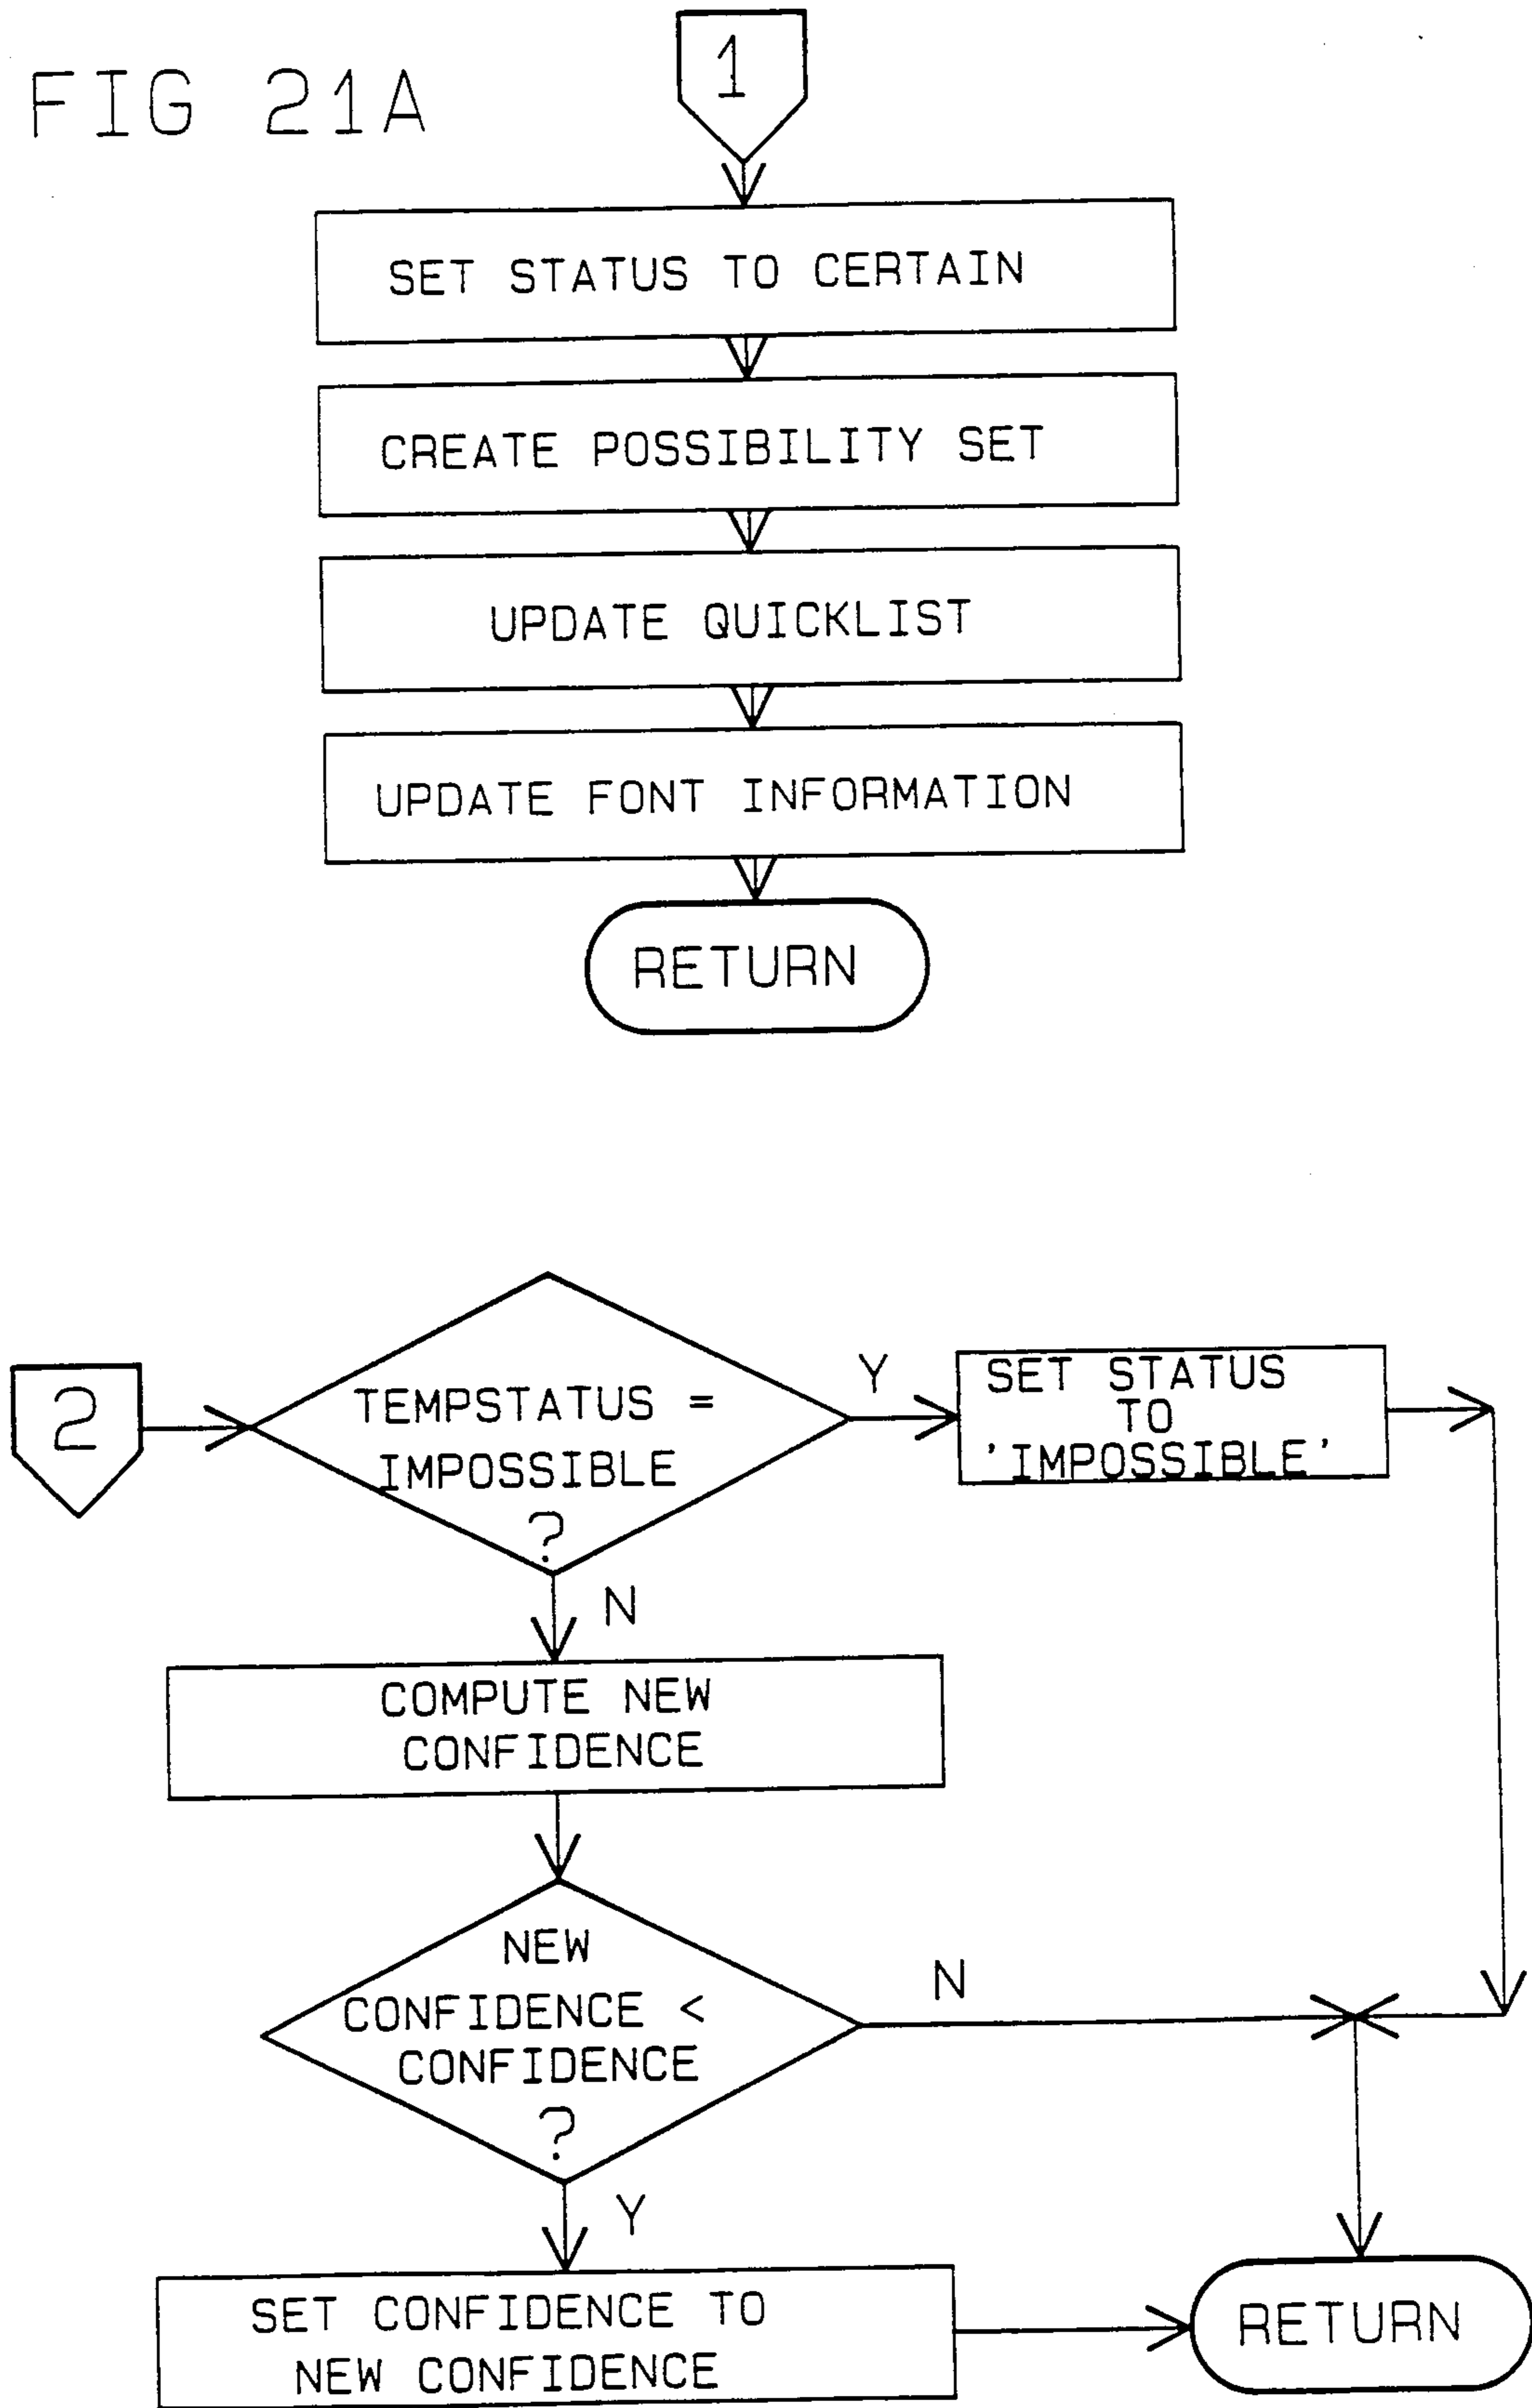 FIG 21A
1
SET STATUS TO CERTAIN
CREATE POSSIBILITY SET
UPDATE QUICKLIST
UPDATE FONT INFORMATION
RETURN
2
TEMPSTATUS =
IMPOSSIBLE
?
Y
SET STATUS
TO
'IMPOSSIBLE'
N
COMPUTE NEW
CONFIDENCE
NEW
CONFIDENCE <
CONFIDENCE
?
N
Y
SET CONFIDENCE TO
NEW CONFIDENCE
RETURN